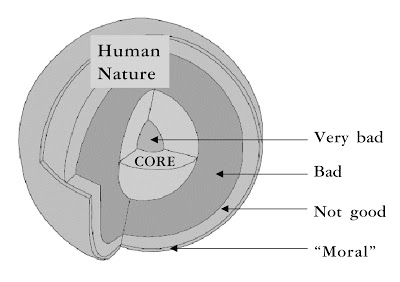 Human
Nature
CORE
Very bad
Bad
Not good
“Moral”